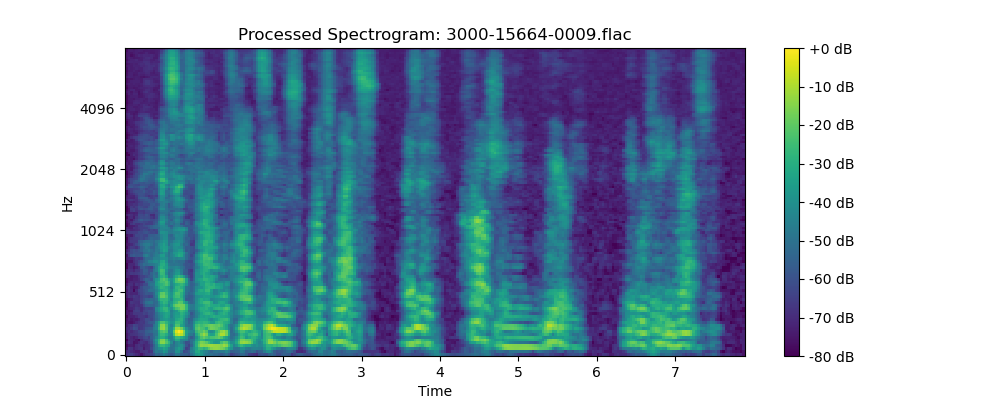 Processed Spectrogram: 3000-15664-0009.flac
Hz
4096
2048
1024
512
0
0 1 2 3 4 5 6 7
Time
+0 dB
-10 dB
-20 dB
-30 dB
-40 dB
-50 dB
-60 dB
-70 dB
-80 dB